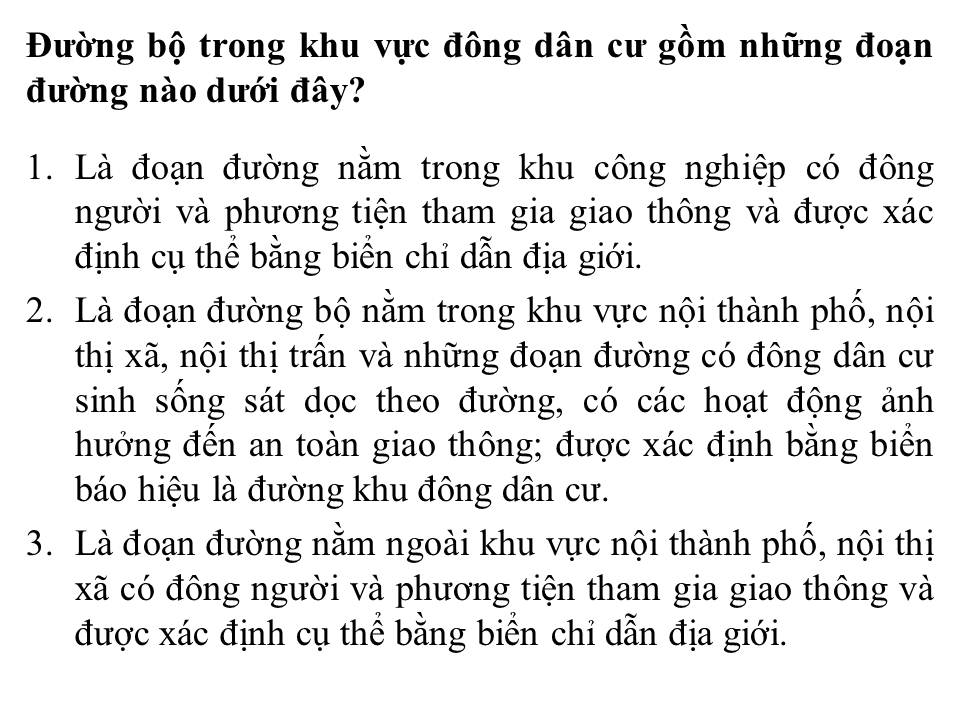 Đường bộ trong khu vực đông dân cư gồm những đoạn
đường nào dưới đây?
1. Là đoạn đường nằm trong khu công nghiệp có đông
người và phương tiện tham gia giao thông và được xác
định cụ thể bằng biển chỉ dẫn địa giới.
2. Là đoạn đường bộ nằm trong khu vực nội thành phố, nội
thị xã, nội thị trấn và những đoạn đường có đông dân cư
sinh sống sát dọc theo đường, có các hoạt động ảnh
hưởng đến an toàn giao thông; được xác định bằng biển
báo hiệu là đường khu đông dân cư.
3. Là đoạn đường nằm ngoài khu vực nội thành phố, nội thị
xã có đông người và phương tiện tham gia giao thông và
được xác định cụ thể bằng biển chỉ dẫn địa giới.